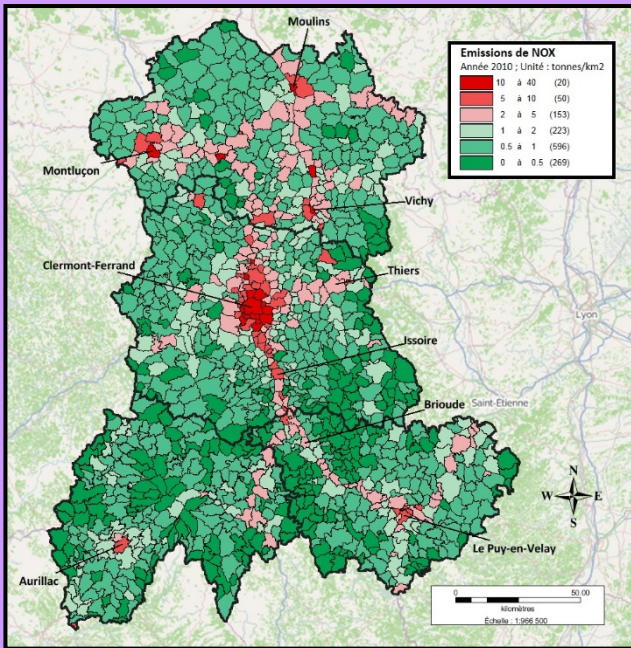 Moulins
Emissions de NOX
Année 2010 ; Unité : (tonnes/km2
10 à 40 (20)
5 à 10 (50)
2 à 5 (153)
1 à 2 (223)
0.5 à 1 (596)
0 à 0.5 (269)
Montluçon
Vichy
Clermont-Ferrand
Thiers
Lyon
Issoire
Brioude
Saint-Étienne
N
W E
S
Le Puy-en-Velay
Aurillac
0 50.00
kilomètres
Échelle : 1:966 500